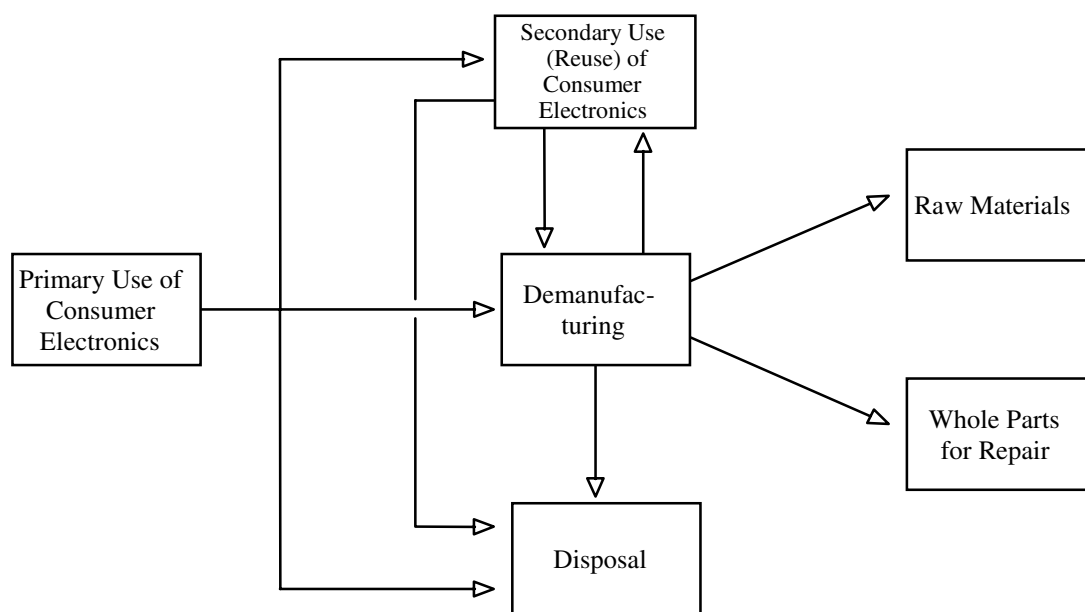 Secondary Use
(Reuse) of
Consumer
Electronics
Raw Materials
Primary Use of
Consumer
Electronics
Demanufac-
turing
Whole Parts
for Repair
Disposal